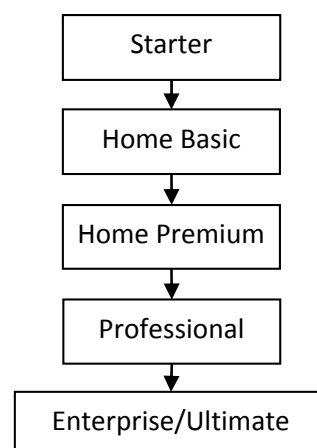 Starter
Home Basic
Home Premium
Professional
Enterprise/Ultimate